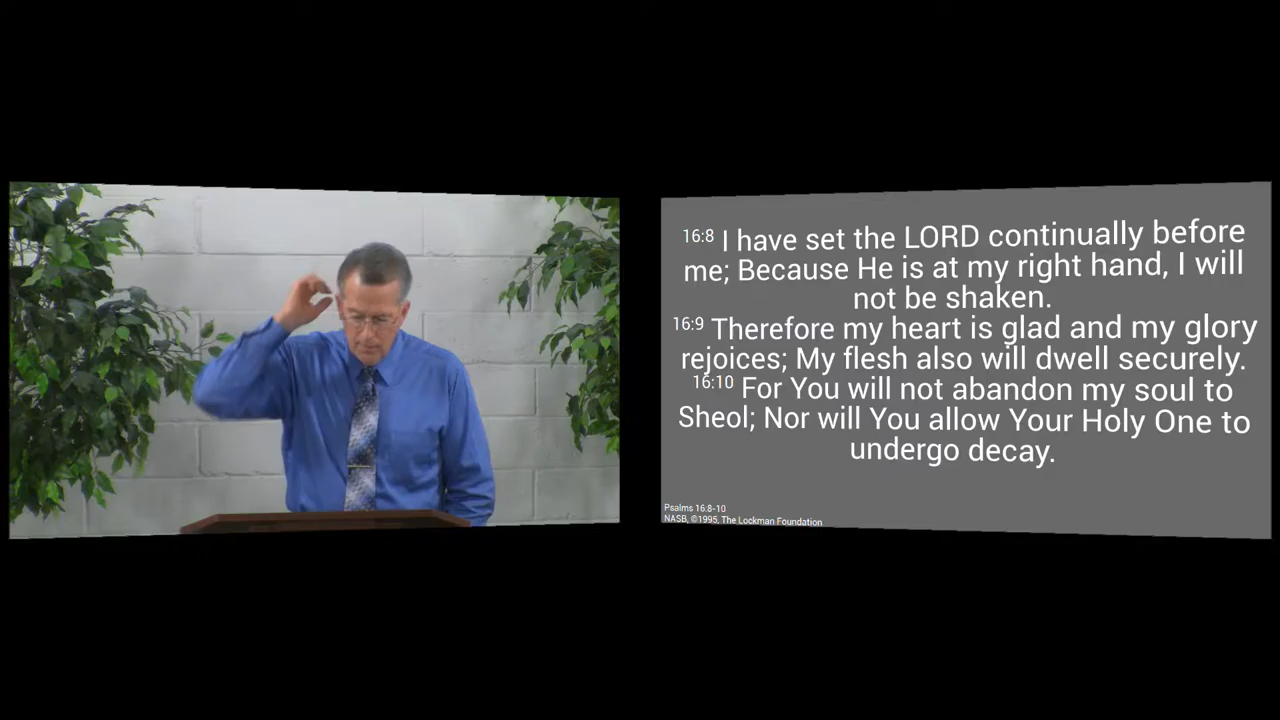 16:8 I have set the LORD continually before
me; Because He is at my right hand, I will
not be shaken.
16:9 Therefore my heart is glad and my glory
rejoices; My flesh also will dwell securely.
16:10 For You will not abandon my soul to
Sheol; Nor will You allow Your Holy One to
undergo decay.
Psalms 16:8-10
NASB, ©1995, The Lockman Foundation